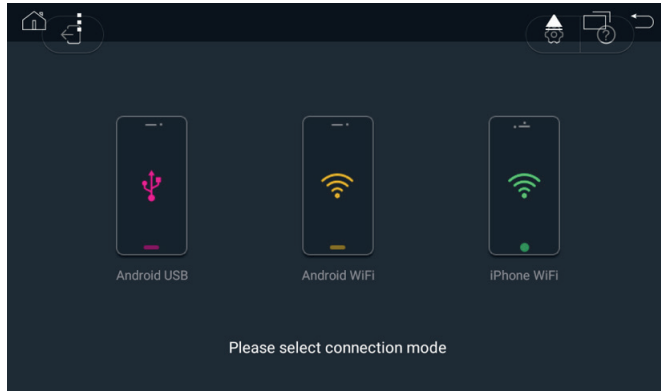 Android USB
Android WiFi
iPhone WiFi
Please select connection mode